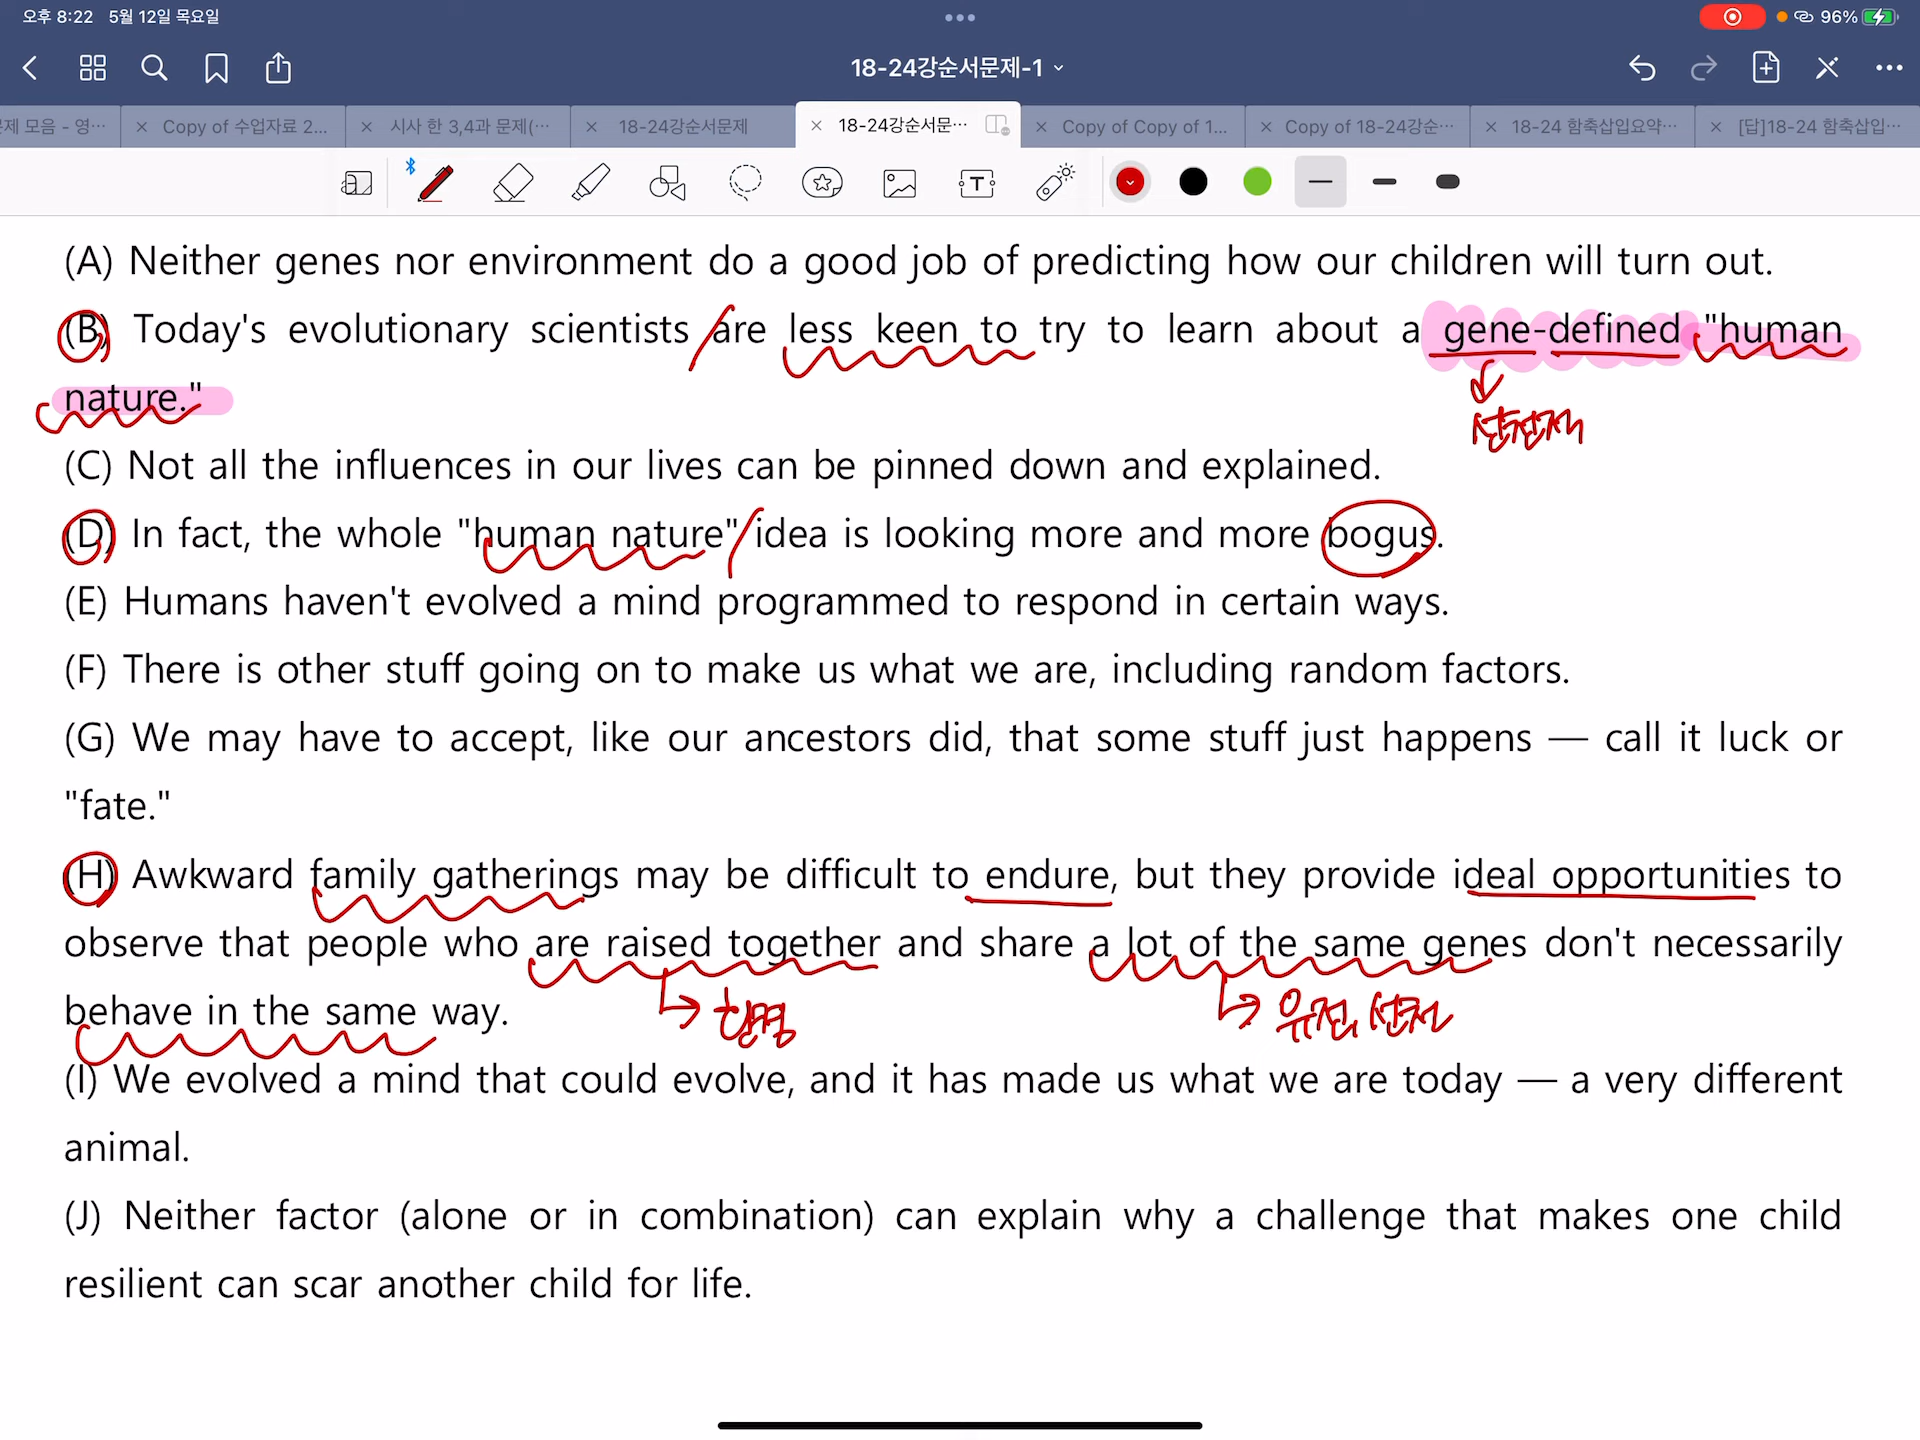 오후 8:22 5월 12일 목요일
96%
18-24강순서문제-1
제 모음 - 영…
Copy of 수업자료 2...
시사 한 3,4과 문제(…
18-24강순서문제
18-24강순서문…
Copy of Copy of 1...
Copy of 18-24강순…
18-24 함축삽입요약…
[답]18-24 함축삽입…
(A) Neither genes nor environment do a good job of predicting how our children will turn out.
(B) Today's evolutionary scientists are less keen to try to learn about a gene-defined "human
nature."
선천적
(C) Not all the influences in our lives can be pinned down and explained.
(D) In fact, the whole "human nature" idea is looking more and more bogus.
(E) Humans haven't evolved a mind programmed to respond in certain ways.
(F) There is other stuff going on to make us what we are, including random factors.
(G) We may have to accept, like our ancestors did, that some stuff just happens — call it luck or
"fate."
(H) Awkward family gatherings may be difficult to endure, but they provide ideal opportunities to
observe that people who are raised together and share a lot of the same genes don't necessarily
behave in the same way.
환경
유전, 선천
(I) We evolved a mind that could evolve, and it has made us what we are today — a very different
animal.
(J) Neither factor (alone or in combination) can explain why a challenge that makes one child
resilient can scar another child for life.